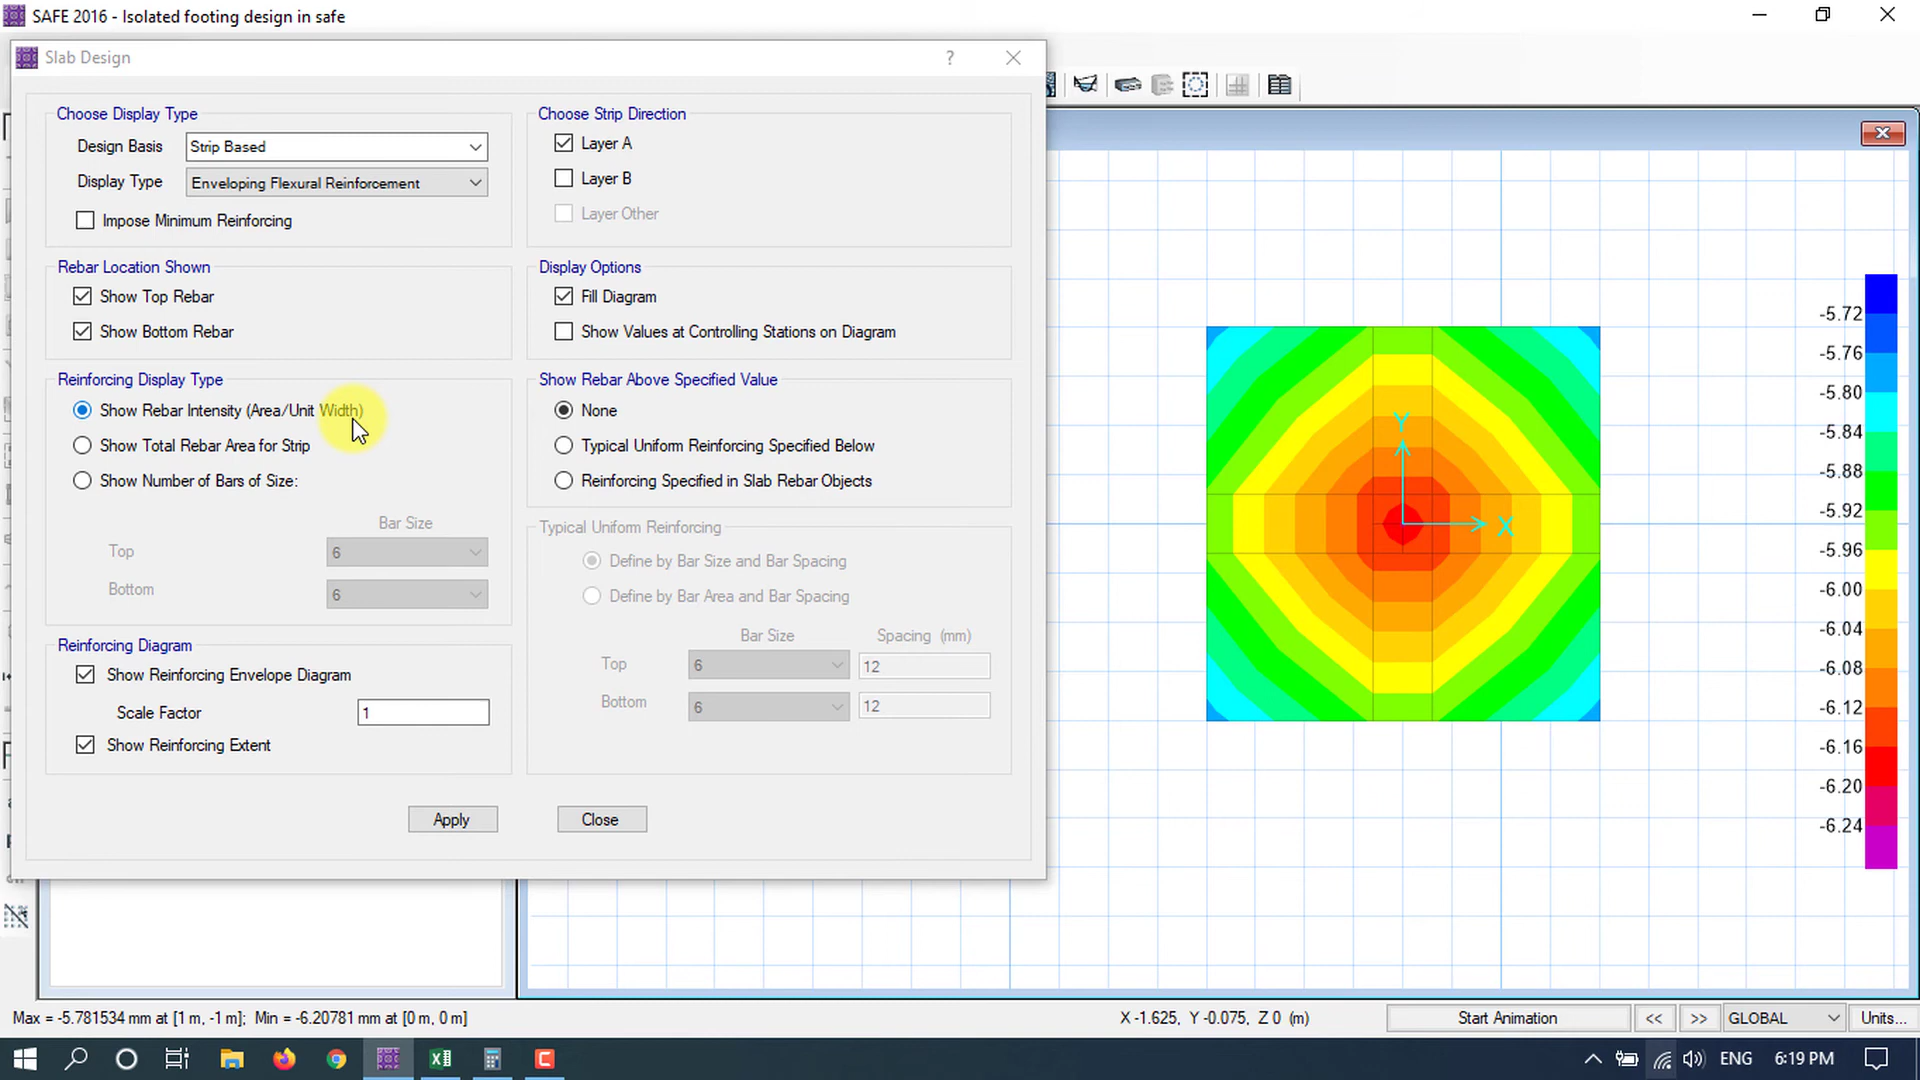 SAFE 2016 - Isolated footing design in safe
Slab Design
?
Choose Display Type
Design Basis
Strip Based
Display Type
Enveloping Flexural Reinforcement
Impose Minimum Reinforcing
Choose Strip Direction
Layer A
Layer B
Layer Other
Rebar Location Shown
Show Top Rebar
Show Bottom Rebar
Display Options
Fill Diagram
Show Values at Controlling Stations on Diagram
Reinforcing Display Type
Show Rebar Intensity (Area/Unit Width)
Show Total Rebar Area for Strip
Show Number of Bars of Size:
Bar Size
Top
6
Bottom
6
Show Rebar Above Specified Value
None
Typical Uniform Reinforcing Specified Below
Reinforcing Specified in Slab Rebar Objects
Typical Uniform Reinforcing
Define by Bar Size and Bar Spacing
Define by Bar Area and Bar Spacing
Bar Size
Spacing (mm)
Top
6
12
Bottom
6
12
Reinforcing Diagram
Show Reinforcing Envelope Diagram
Scale Factor
1
Show Reinforcing Extent
Apply
Close
Y
X
-5.72
-5.76
-5.80
-5.84
-5.88
-5.92
-5.96
-6.00
-6.04
-6.08
-6.12
-6.16
-6.20
-6.24
Max = -5.781534 mm at [1 m, -1 m]; Min = -6.20781 mm at [0 m, 0 m]
X -1.625, Y -0.075, Z 0 (m)
Start Animation
<<
>>
GLOBAL
Units...
ENG
6:19 PM